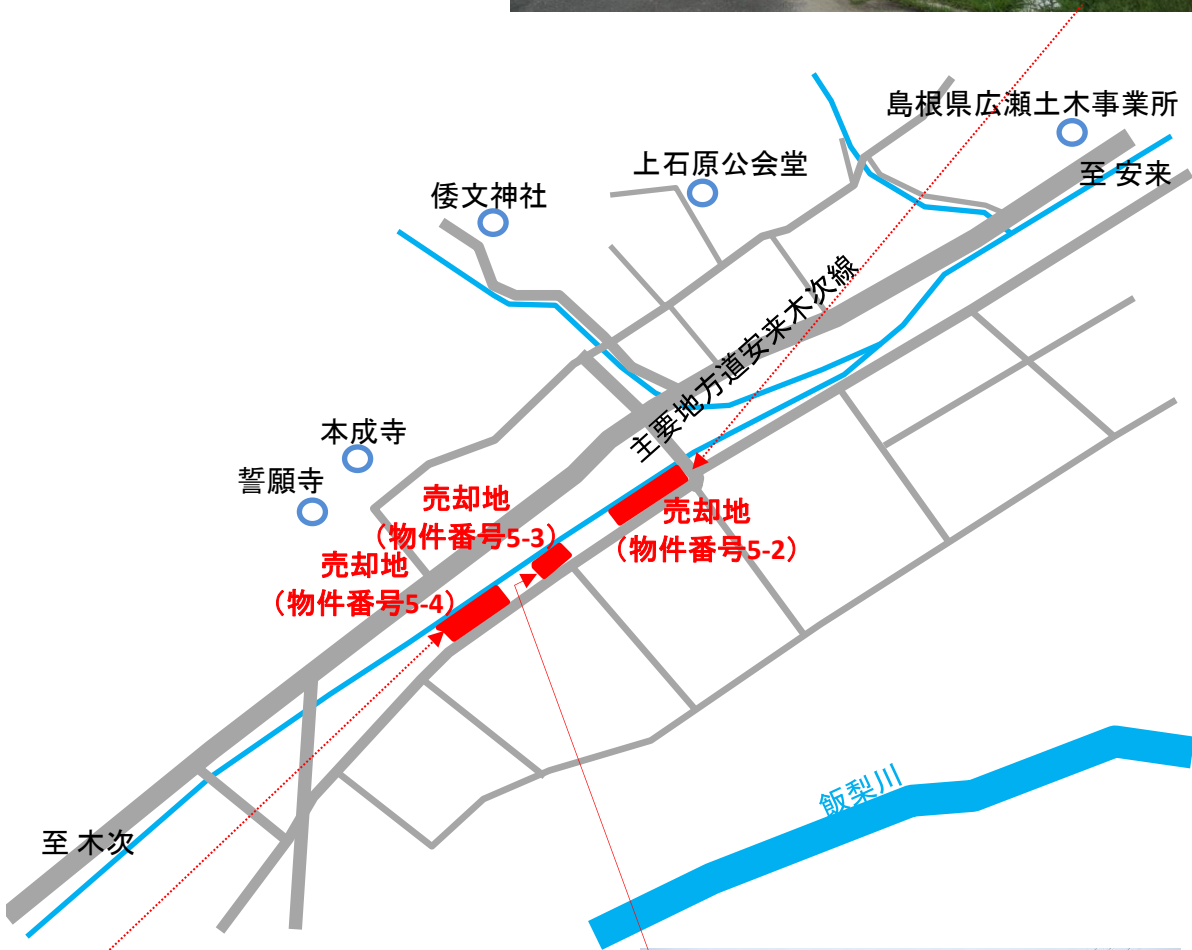 島根県広瀬土木事業所
上石原公会堂
至 安来
倭文神社
主要地方道安来木次線
本成寺
誓願寺
売却地
（物件番号5-3）
売却地
（物件番号5-2）
売却地
（物件番号5-4）
飯梨川
至 木次